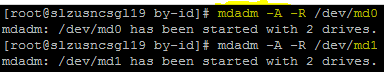 [root@slzusncsgl19 by-id]# mdadm -A -R /dev/md0
mdadm: /dev/md0 has been started with 2 drives.
[root@slzusncsgl19 by-id]# mdadm -A -R /dev/md1
mdadm: /dev/md1 has been started with 2 drives.